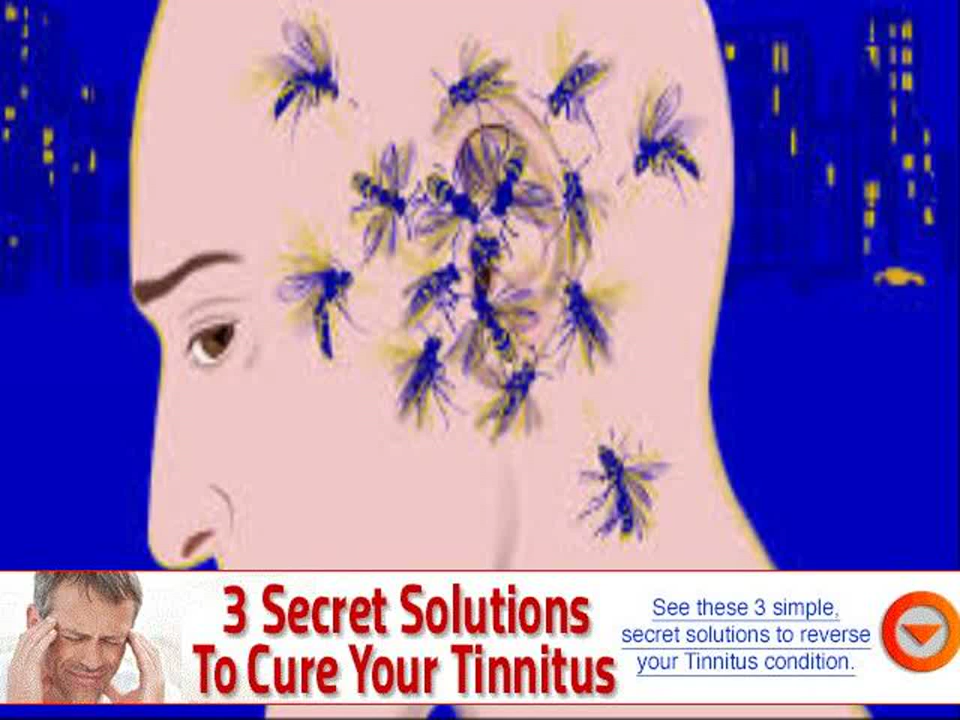 3 Secret Solutions
To Cure Your Tinnitus
See these 3 simple,
secret solutions to reverse
your Tinnitus condition.